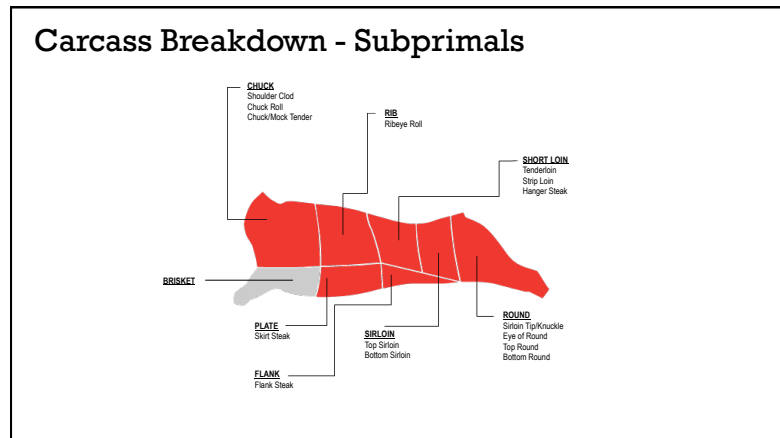 Carcass Breakdown - Subprimals
CHUCK
Shoulder Clod
Chuck Roll
Chuck/Mock Tender
RIB
Ribeye Roll
SHORT LOIN
Tenderloin
Strip Loin
Hanger Steak
BRISKET
PLATE
Skirt Steak
FLANK
Flank Steak
SIRLOIN
Top Sirloin
Bottom Sirloin
ROUND
Sirloin Tip/Knuckle
Eye of Round
Top Round
Bottom Round